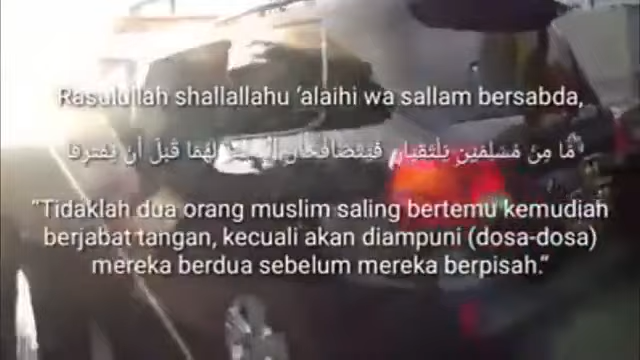 Rasulullah shallallahu ‘alaihi wa sallam bersabda,
مَّا مِنْ مُسْلِمَيْنِ يَلْتَقِيَانِ فَيَتَصَافَحَانِ إِلَّا لَهُمَا قَبْلَ أَنْ يَفْتَرِقَا
“Tidaklah dua orang muslim saling bertemu kemudian
berjabat tangan, kecuali akan diampuni (dosa-dosa)
mereka berdua sebelum mereka berpisah.“